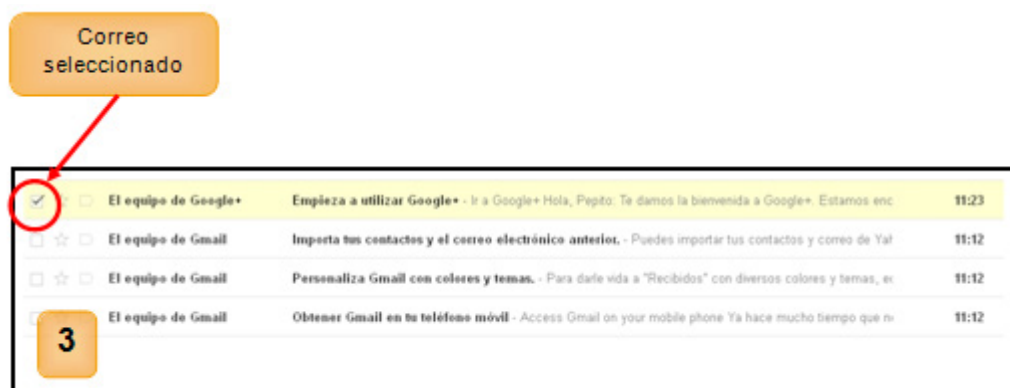 Correo
seleccionado
El equipo de Google+ Empieza a utilizar Google+ - Ir a Google+ Hola, Pepito: Te damos la bienvenida a Google+. Estamos enc 11:23
El equipo de Gmail Importa tus contactos y el correo electrónico anterior. - Puedes importar tus contactos y correo de Yah 11:12
El equipo de Gmail Personaliza Gmail con colores y temas. - Para darle vida a "Recibidos" con diversos colores y temas, 11:12
El equipo de Gmail Obtener Gmail en tu teléfono móvil - Access Gmail on your mobile phone Ya hace mucho tiempo que 11:12
3